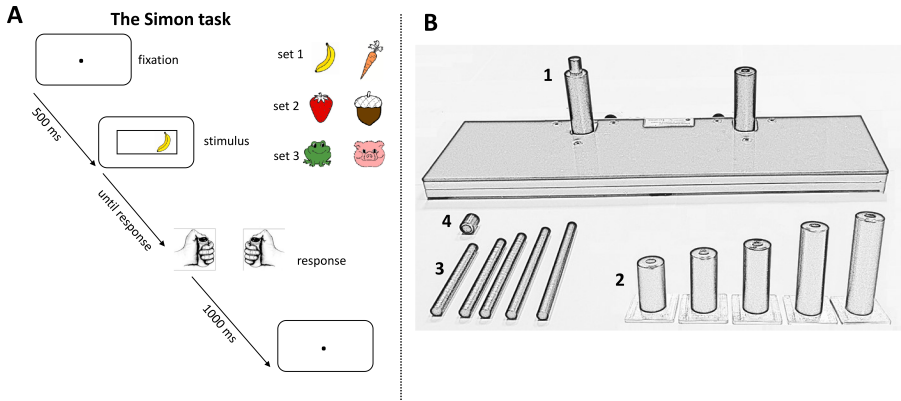 A
The Simon task
fixation
500 ms
stimulus
until response
response
1000 ms
set 1
set 2
set 3
B
1
2
3
4